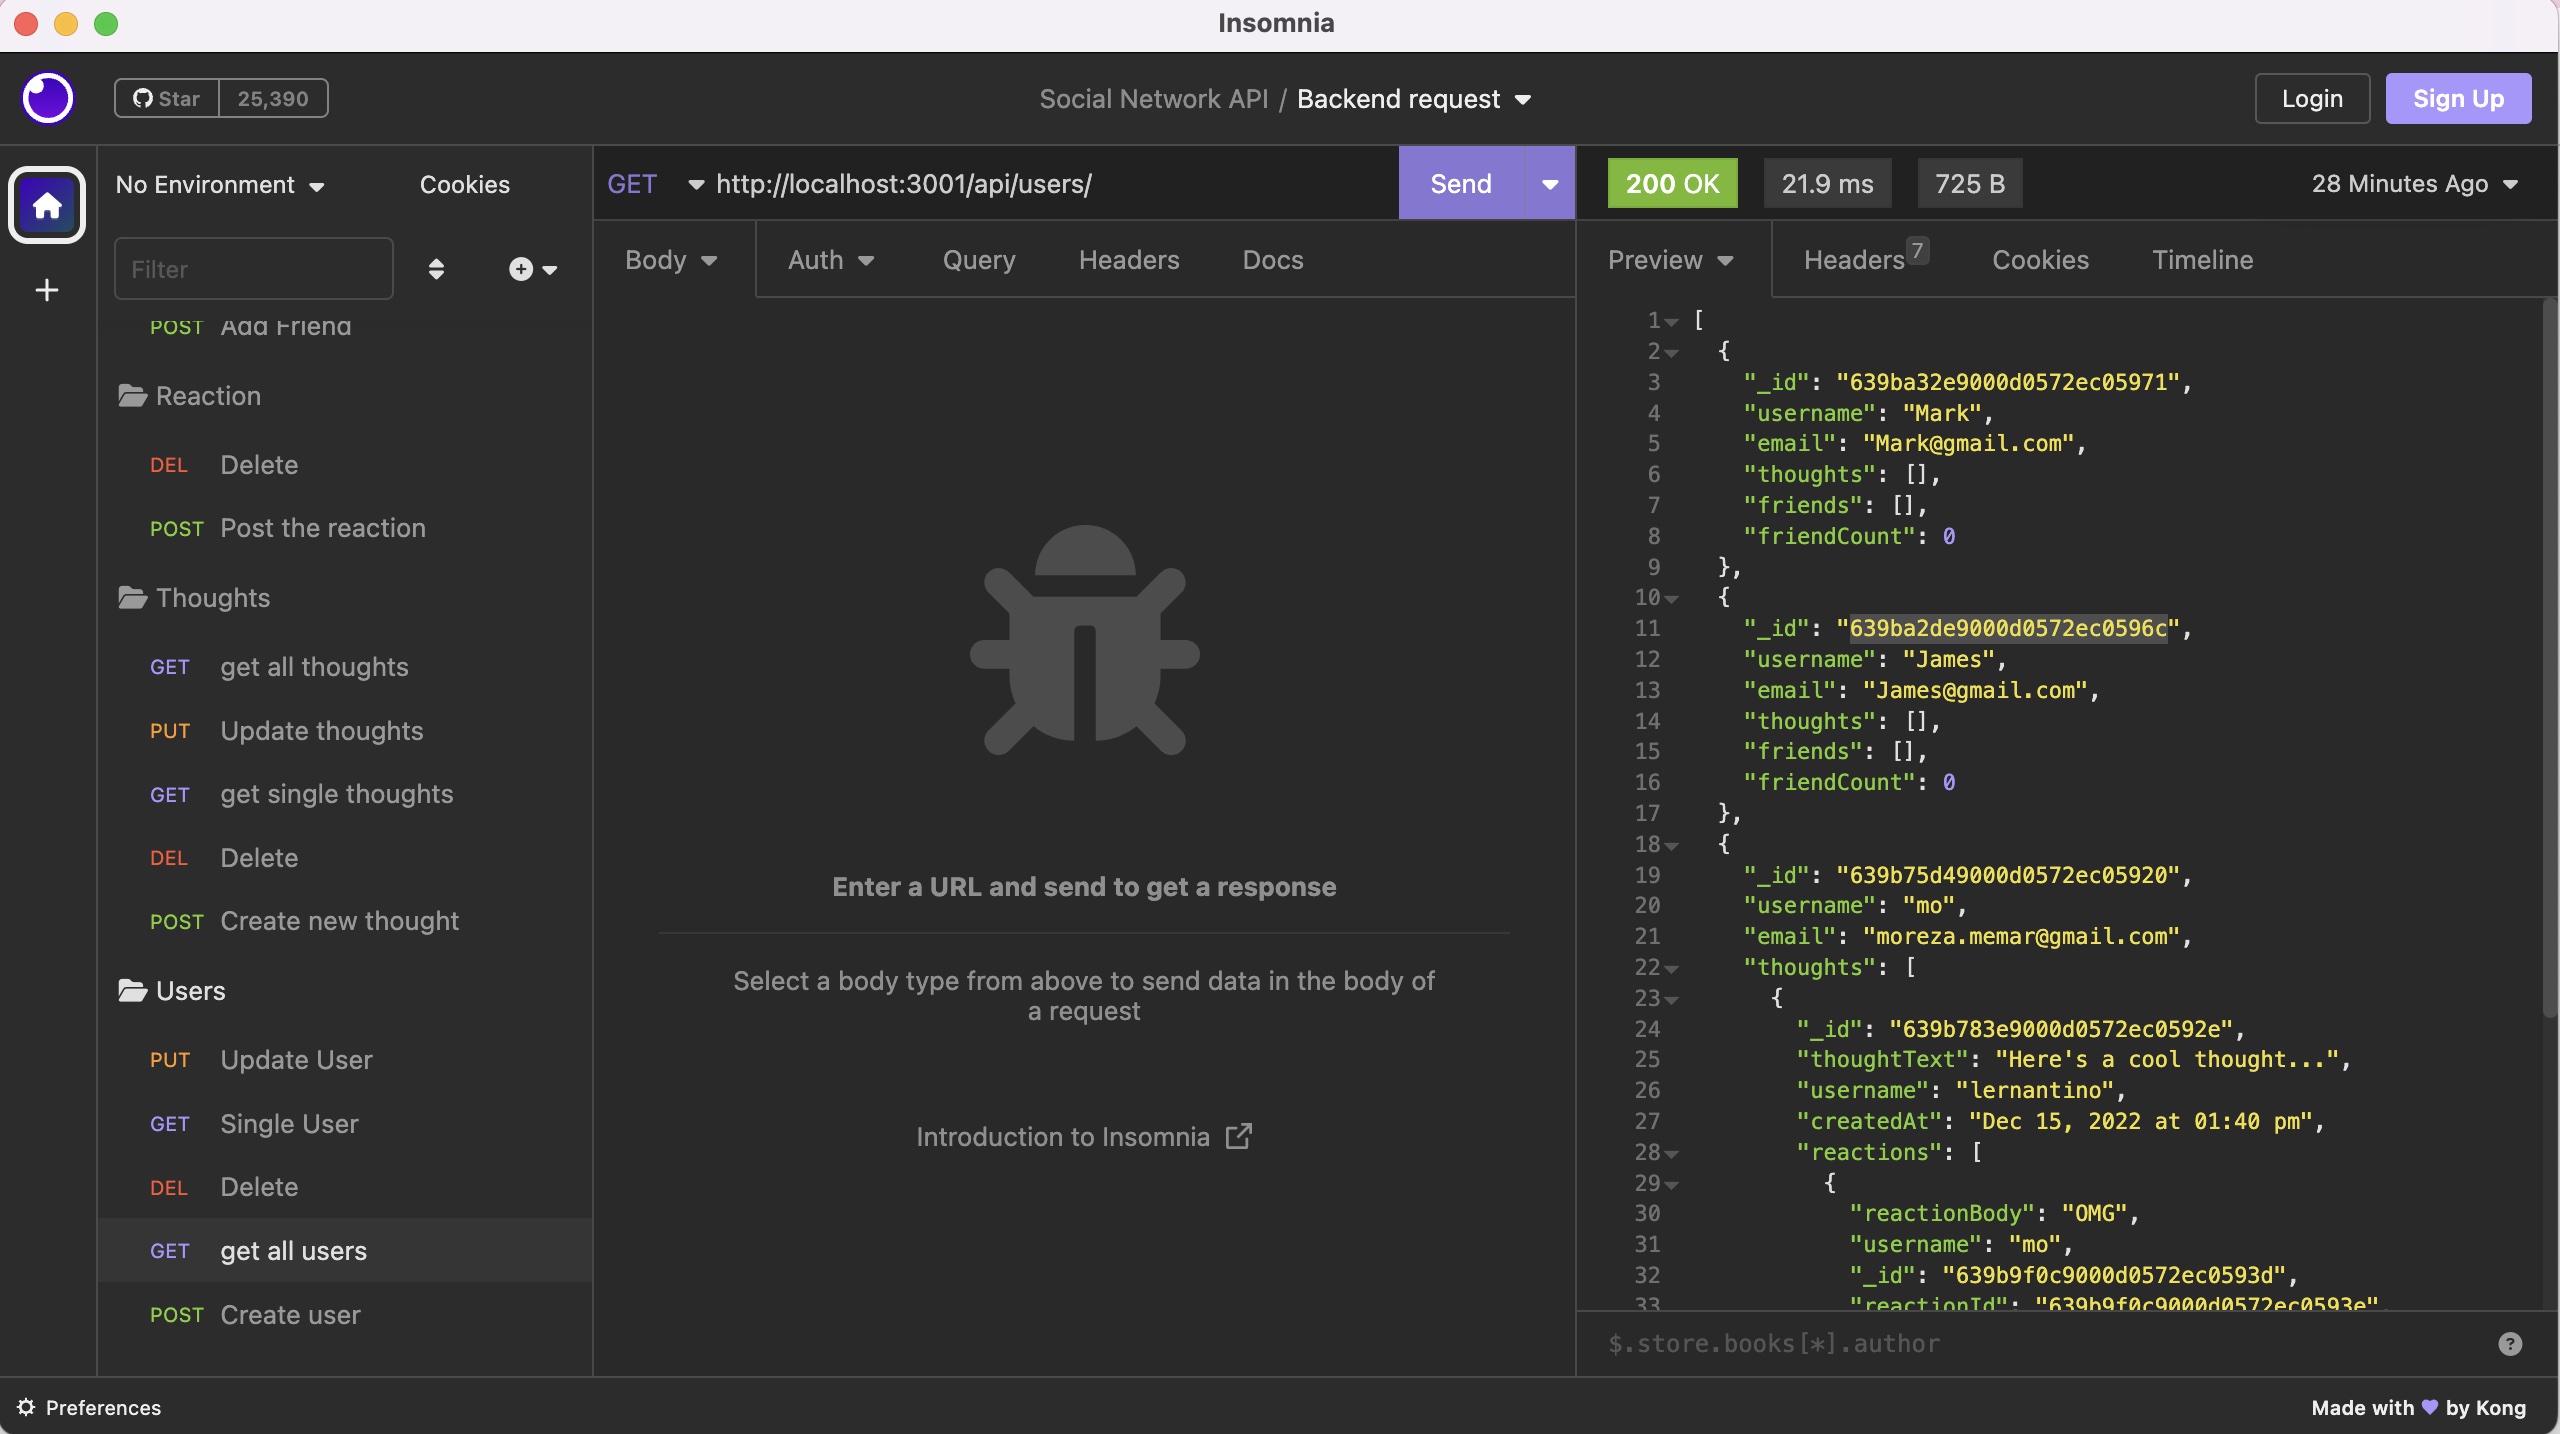 Insomnia
Star 25,390
Social Network API / Backend request
Login
Sign Up
No Environment
Cookies
Filter
POST Add Friend
Reaction
DEL Delete
POST Post the reaction
Thoughts
GET get all thoughts
PUT Update thoughts
GET get single thoughts
DEL Delete
POST Create new thought
Users
PUT Update User
GET Single User
DEL Delete
GET get all users
POST Create user
GET http://localhost:3001/api/users/
Send
Body
Auth
Query
Headers
Docs
Enter a URL and send to get a response
Select a body type from above to send data in the body of
a request
Introduction to Insomnia
200 OK
21.9 ms
725 B
28 Minutes Ago
Preview
Headers 7
Cookies
Timeline
1 [
2 {
3 "_id": "639ba32e9000d0572ec05971",
4 "username": "Mark",
5 "email": "Mark@gmail.com",
6 "thoughts": [],
7 "friends": [],
8 "friendCount": 0
9 },
10 {
11 "_id": "639ba2de9000d0572ec0596c",
12 "username": "James",
13 "email": "James@gmail.com",
14 "thoughts": [],
15 "friends": [],
16 "friendCount": 0
17 },
18 {
19 "_id": "639b75d49000d0572ec05920",
20 "username": "mo",
21 "email": "moreza.memar@gmail.com",
22 "thoughts": [
23 {
24 "_id": "639b783e9000d0572ec0592e",
25 "thoughtText": "Here's a cool thought...",
26 "username": "lernantino",
27 "createdAt": "Dec 15, 2022 at 01:40 pm",
28 "reactions": [
29 {
30 "reactionBody": "OMG",
31 "username": "mo",
32 "_id": "639b9f0c9000d0572ec0593d",
33 "reactionId": "639b9f0c9000d0572ec0593e",
$.store.books[*].author
?
Preferences
Made with 💜 by Kong